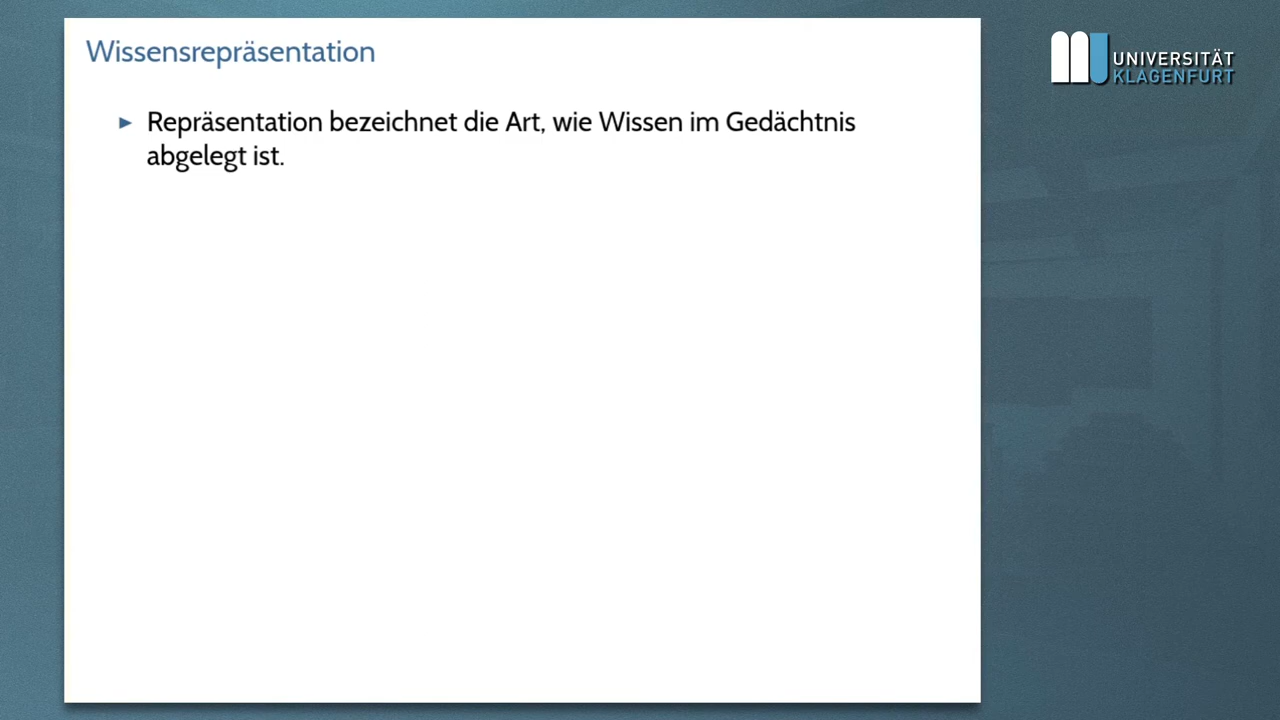 Wissensrepräsentation
UNIVERSITÄT
KLAGENFURT
► Repräsentation bezeichnet die Art, wie Wissen im Gedächtnis
abgelegt ist.